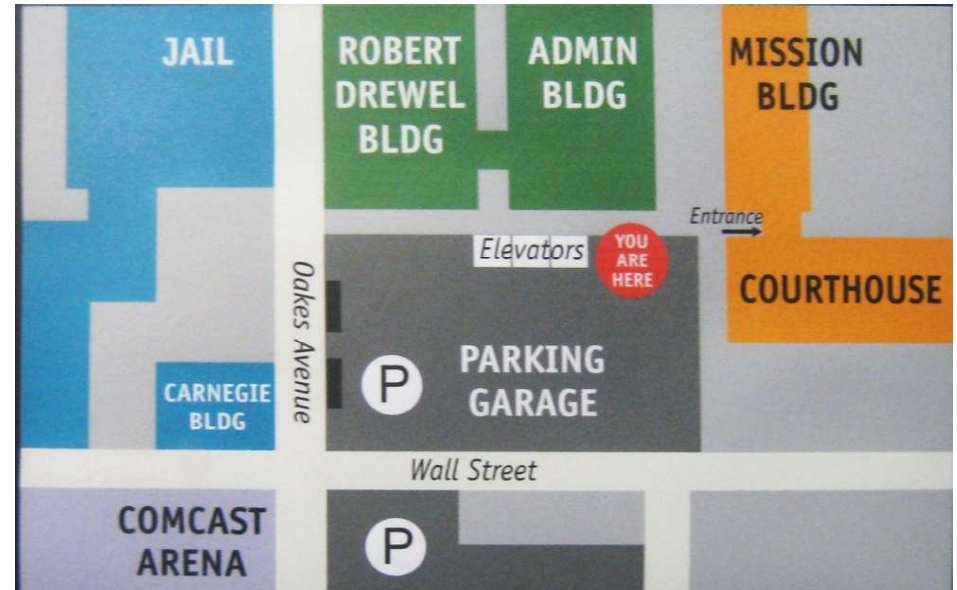 JAIL
ROBERT
DREWEL
BLDG
ADMIN
BLDG
MISSION
BLDG
Entrance
Elevators
YOU
ARE
HERE
COURTHOUSE
Oakes Avenue
PARKING
GARAGE
P
CARNEGIE
BLDG
Wall Street
COMCAST
ARENA
P